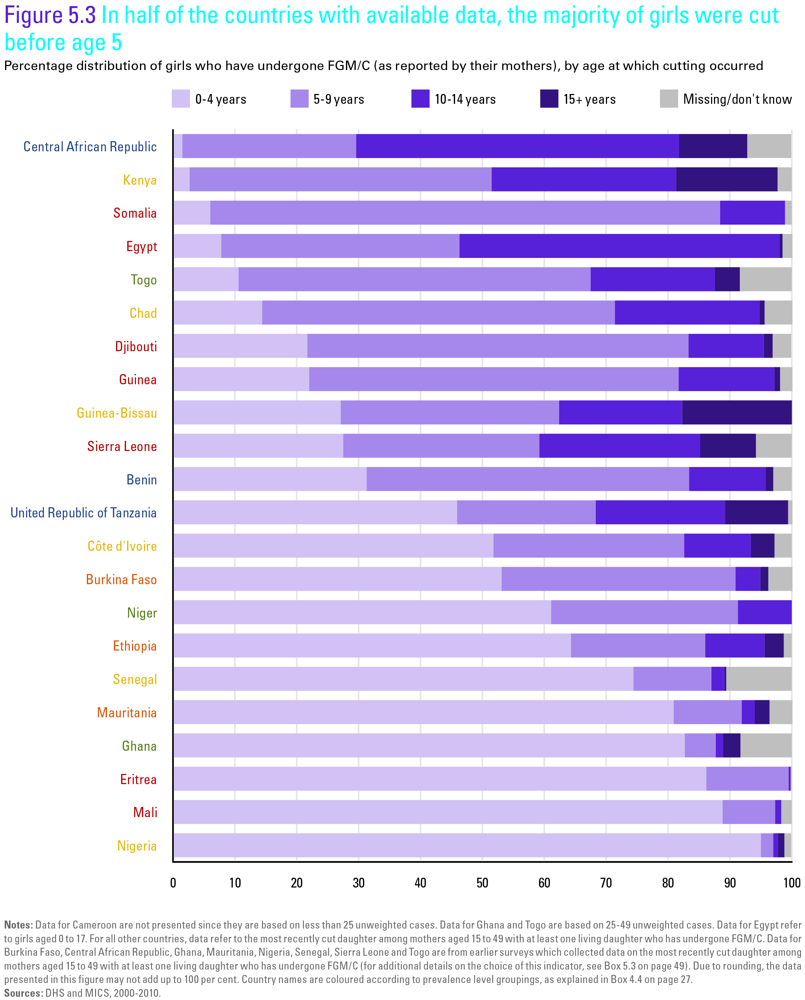 Figure 5.3 In half of the countries with available data, the majority of girls were cut
before age 5
Percentage distribution of girls who have undergone FGM/C (as reported by their mothers), by age at which cutting occurred
0-4 years 5-9 years 10-14 years 15+ years Missing/don't know
Central African Republic
Kenya
Somalia
Egypt
Togo
Chad
Djibouti
Guinea
Guinea-Bissau
Sierra Leone
Benin
United Republic of Tanzania
Côte d'Ivoire
Burkina Faso
Niger
Ethiopia
Senegal
Mauritania
Ghana
Eritrea
Mali
Nigeria
0 10 20 30 40 50 60 70 80 90 100
Notes: Data for Cameroon are not presented since they are based on less than 25 unweighted cases. Data for Ghana and Togo are based on 25-49 unweighted cases. Data for Egypt refer
to girls aged 0 to 17. For all other countries, data refer to the most recently cut daughter among mothers aged 15 to 49 with at least one living daughter who has undergone FGM/C. Data for
Burkina Faso, Central African Republic, Ghana, Mauritania, Nigeria, Senegal, Sierra Leone and Togo are from earlier surveys which collected data on the most recently cut daughter among
mothers aged 15 to 49 with at least one living daughter who has undergone FGM/C (for additional details on the choice of this indicator, see Box 5.3 on page 49). Due to rounding, the data
presented in this figure may not add up to 100 per cent. Country names are coloured according to prevalence level groupings, as explained in Box 4.4 on page 27.
Sources: DHS and MICS, 2000-2010.